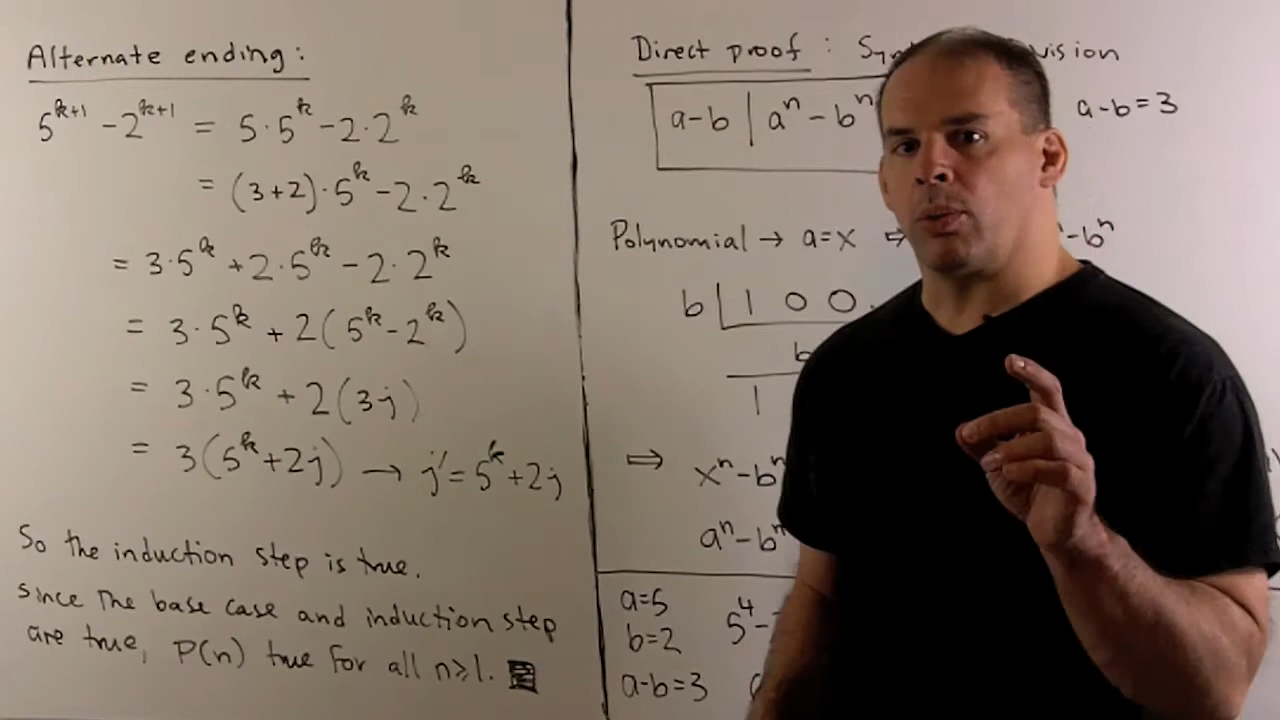 Alternate ending:
5^{k+1} - 2^{k+1} = 5·5^k - 2·2^k
= (3+2)·5^k - 2·2^k
= 3·5^k + 2·5^k - 2·2^k
= 3·5^k + 2(5^k - 2^k)
= 3·5^k + 2(3j)
= 3(5^k + 2j) → j' = 5^k + 2j
So the induction step is true.
since the base case and induction step
are true, P(n) true for all n≥1.
Direct proof :
a-b | a^n - b^n
a-b=3
Polynomial → a=x ⇒
-b^n
b | 1 0 0
b
1
⇒ x^n - b^n
a^n - b^n
a=5
b=2
a-b=3
5^4 -